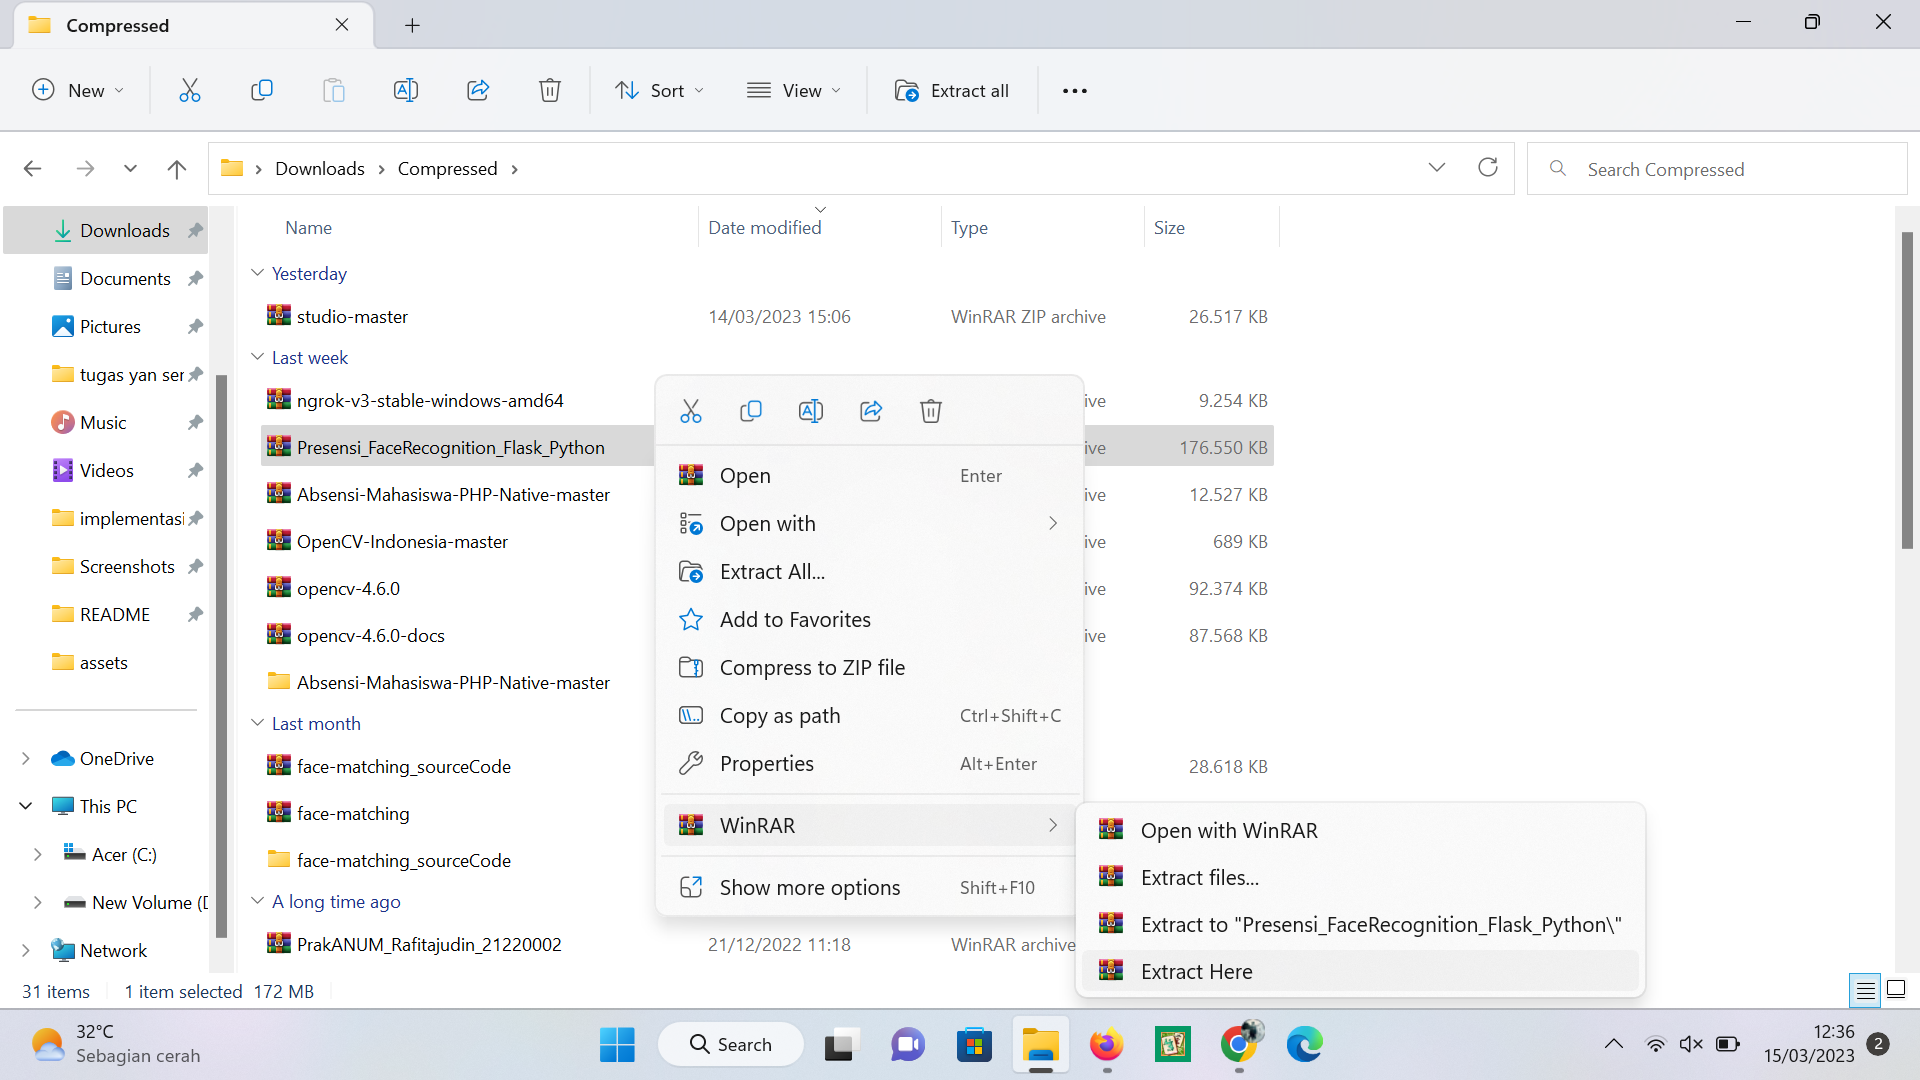 Compressed
New
Sort
View
Extract all
Downloads
Compressed
Search Compressed
Name
Date modified
Type
Size
Downloads
Documents
Pictures
tugas yan ser
Music
Videos
implementasi
Screenshots
README
assets
OneDrive
This PC
Acer (C:)
New Volume (D
Network
Yesterday
studio-master 14/03/2023 15:06 WinRAR ZIP archive 26.517 KB
Last week
ngrok-v3-stable-windows-amd64 ive 9.254 KB
Presensi_FaceRecognition_Flask_Python ive 176.550 KB
Absensi-Mahasiswa-PHP-Native-master ive 12.527 KB
OpenCV-Indonesia-master ive 689 KB
opencv-4.6.0 ive 92.374 KB
opencv-4.6.0-docs ive 87.568 KB
Absensi-Mahasiswa-PHP-Native-master
Last month
face-matching_sourceCode 28.618 KB
face-matching
face-matching_sourceCode
A long time ago
PrakANUM_Rafitajudin_21220002 21/12/2022 11:18 WinRAR archive
Open Enter
Open with
Extract All...
Add to Favorites
Compress to ZIP file
Copy as path Ctrl+Shift+C
Properties Alt+Enter
WinRAR
Show more options Shift+F10
Open with WinRAR
Extract files...
Extract to "Presensi_FaceRecognition_Flask_Python\"
Extract Here
31 items 1 item selected 172 MB
32°C
Sebagian cerah
Search
12:36
15/03/2023
2